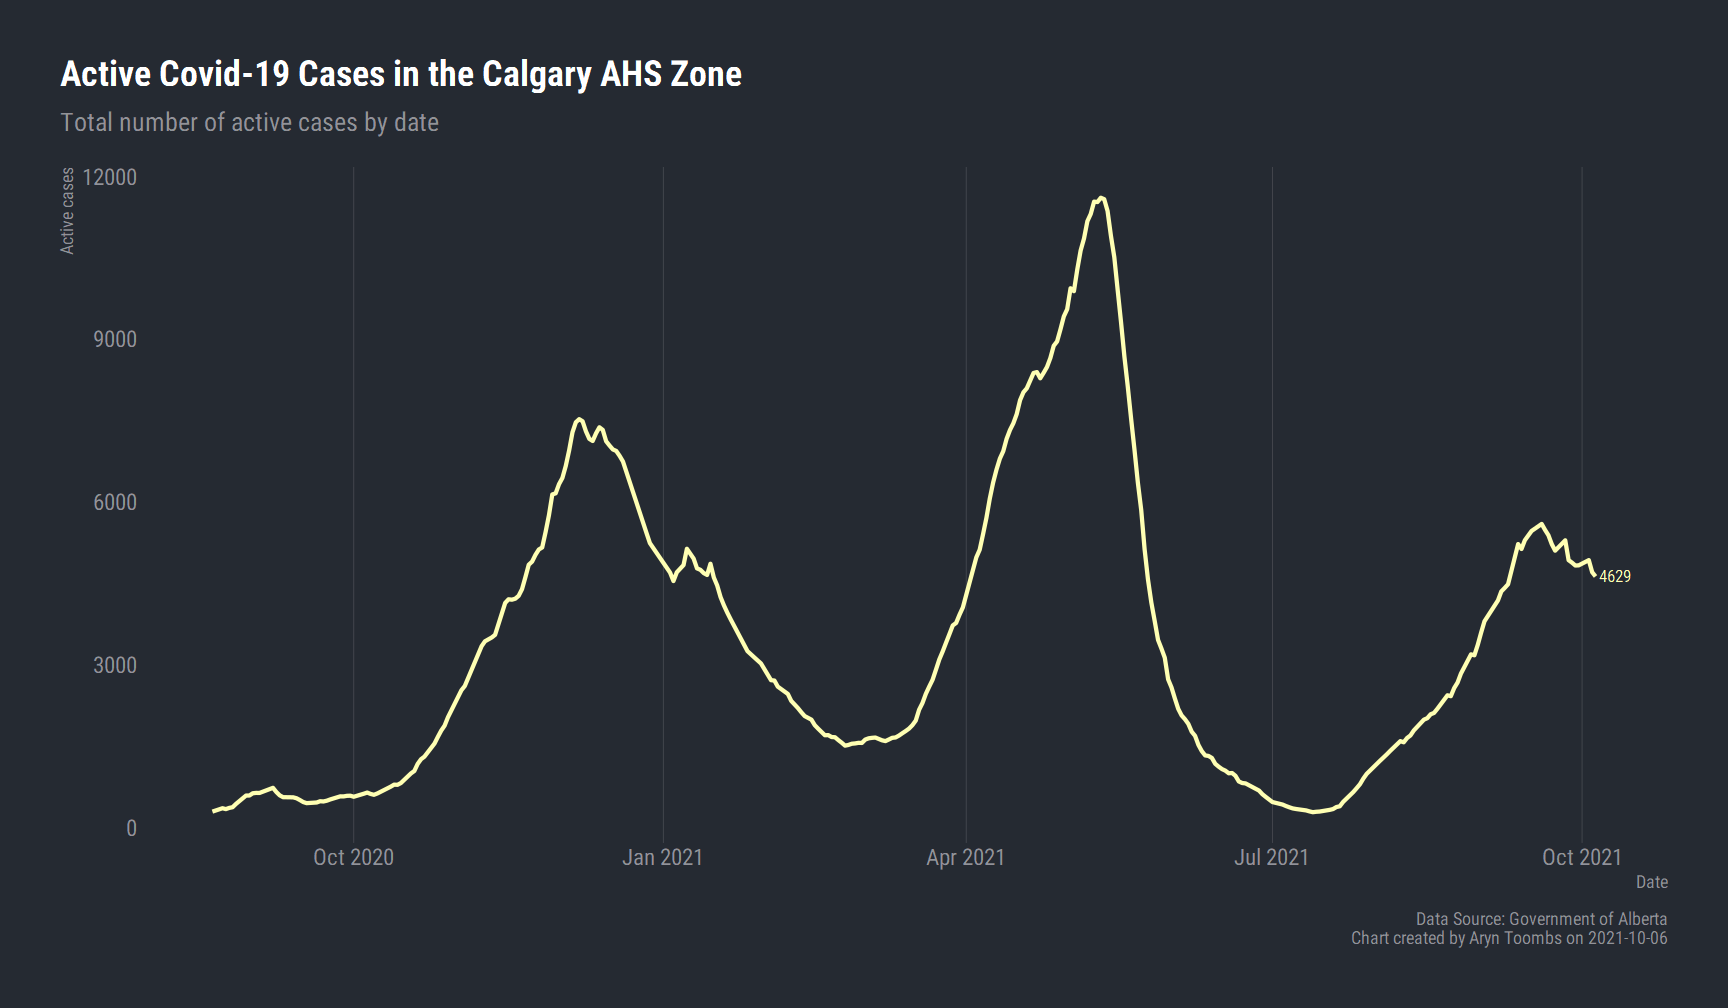 Active Covid-19 Cases in the Calgary AHS Zone
Total number of active cases by date
Active cases
12000
9000
6000
3000
0
4629
Oct 2020
Jan 2021
Apr 2021
Jul 2021
Oct 2021
Date
Data Source: Government of Alberta
Chart created by Aryn Toombs on 2021-10-06